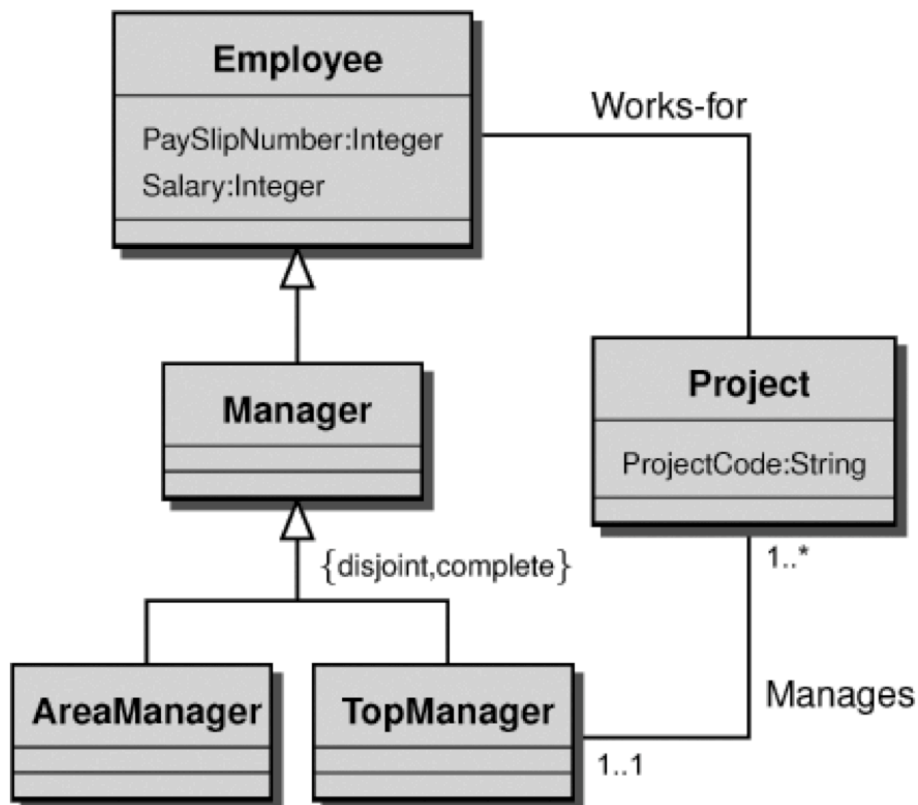 Employee
PaySlipNumber:Integer
Salary:Integer
Works-for
Manager
Project
ProjectCode:String
{disjoint,complete}
1..*
AreaManager
TopManager
Manages
1..1